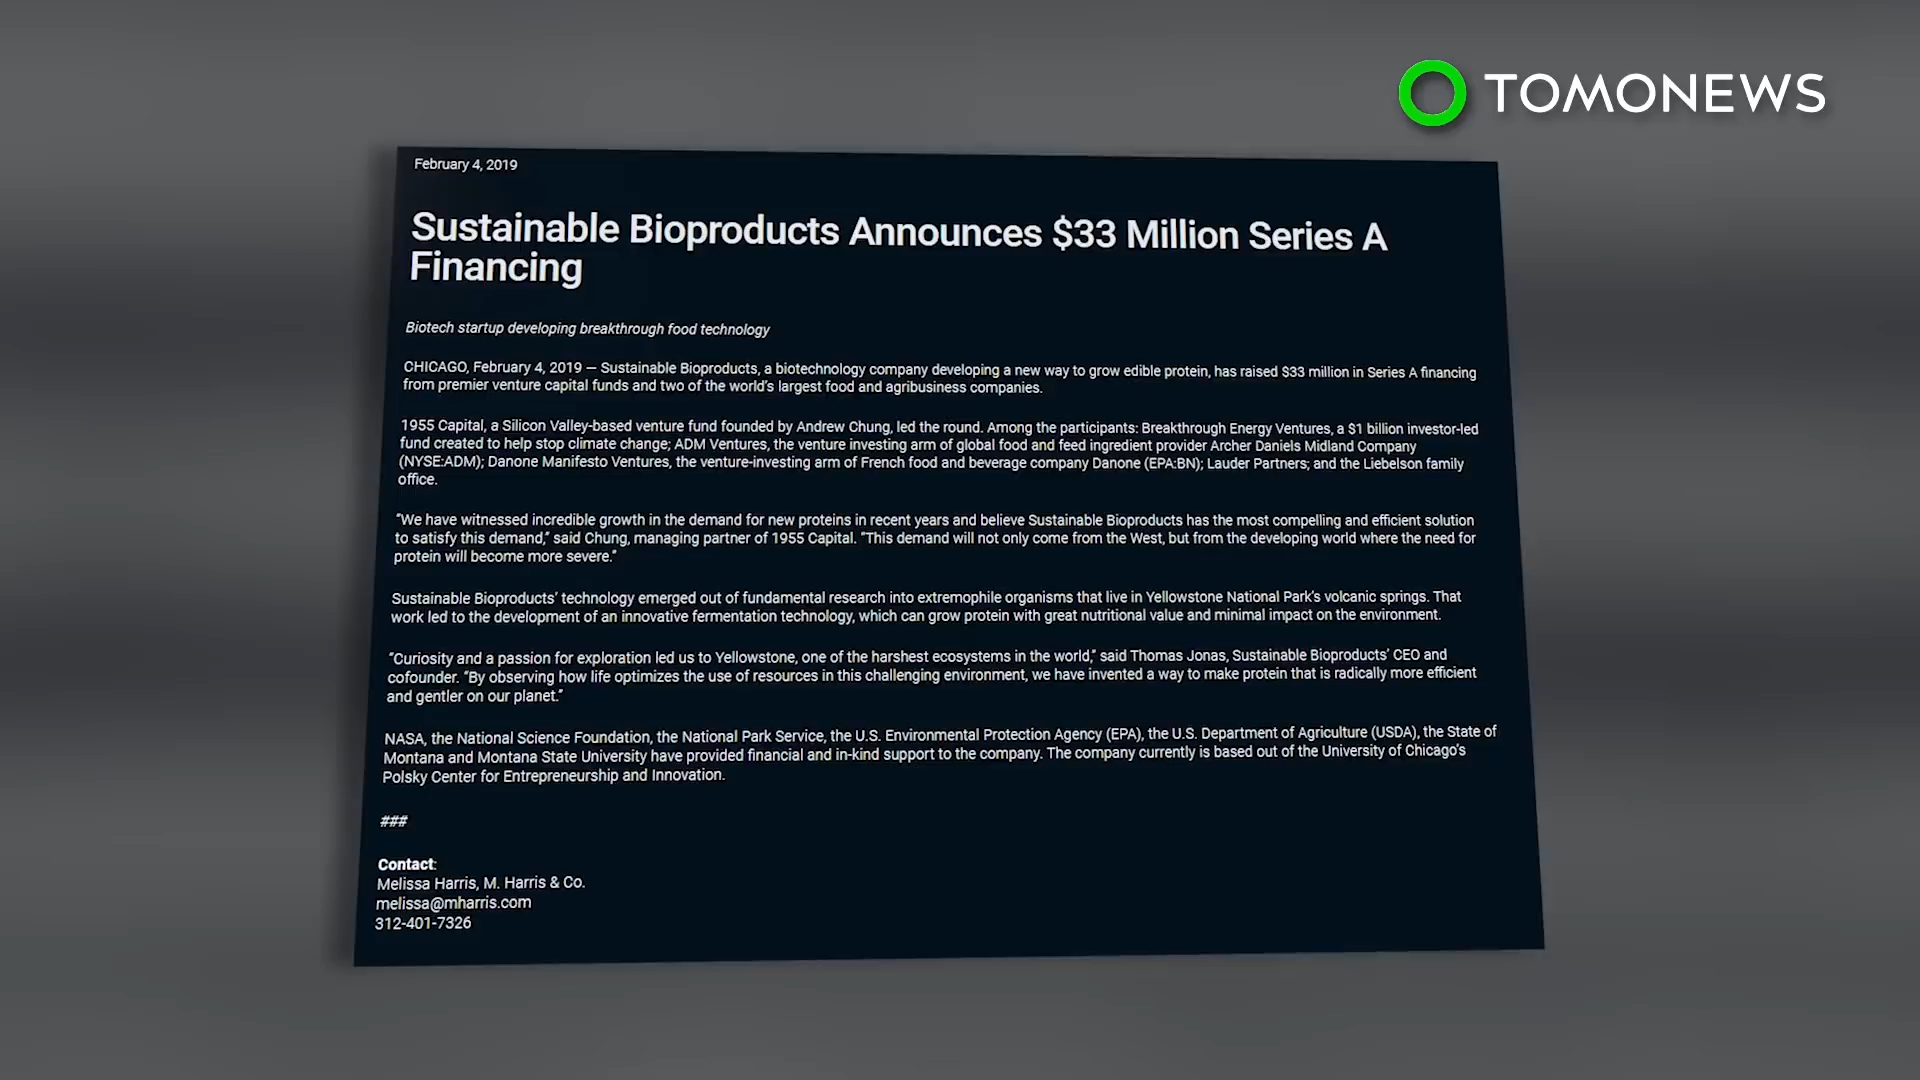 TOMONEWS
February 4, 2019
Sustainable Bioproducts Announces $33 Million Series A
Financing
Biotech startup developing breakthrough food technology
CHICAGO, February 4, 2019 — Sustainable Bioproducts, a biotechnology company developing a new way to grow edible protein, has raised $33 million in Series A financing
from premier venture capital funds and two of the world's largest food and agribusiness companies.
1955 Capital, a Silicon Valley-based venture fund founded by Andrew Chung, led the round. Among the participants: Breakthrough Energy Ventures, a $1 billion investor-led
fund created to help stop climate change; ADM Ventures, the venture investing arm of global food and feed ingredient provider Archer Daniels Midland Company
(NYSE:ADM); Danone Manifesto Ventures, the venture-investing arm of French food and beverage company Danone (EPA:BN); Lauder Partners; and the Liebelson family
office.
“We have witnessed incredible growth in the demand for new proteins in recent years and believe Sustainable Bioproducts has the most compelling and efficient solution
to satisfy this demand,” said Chung, managing partner of 1955 Capital. “This demand will not only come from the West, but from the developing world where the need for
protein will become more severe.”
Sustainable Bioproducts’ technology emerged out of fundamental research into extremophile organisms that live in Yellowstone National Park’s volcanic springs. That
work led to the development of an innovative fermentation technology, which can grow protein with great nutritional value and minimal impact on the environment.
“Curiosity and a passion for exploration led us to Yellowstone, one of the harshest ecosystems in the world,” said Thomas Jonas, Sustainable Bioproducts’ CEO and
cofounder. “By observing how life optimizes the use of resources in this challenging environment, we have invented a way to make protein that is radically more efficient
and gentler on our planet.”
NASA, the National Science Foundation, the National Park Service, the U.S. Environmental Protection Agency (EPA), the U.S. Department of Agriculture (USDA), the State of
Montana and Montana State University have provided financial and in-kind support to the company. The company currently is based out of the University of Chicago’s
Polsky Center for Entrepreneurship and Innovation.
###
Contact:
Melissa Harris, M. Harris & Co.
melissa@mharris.com
312-401-7326